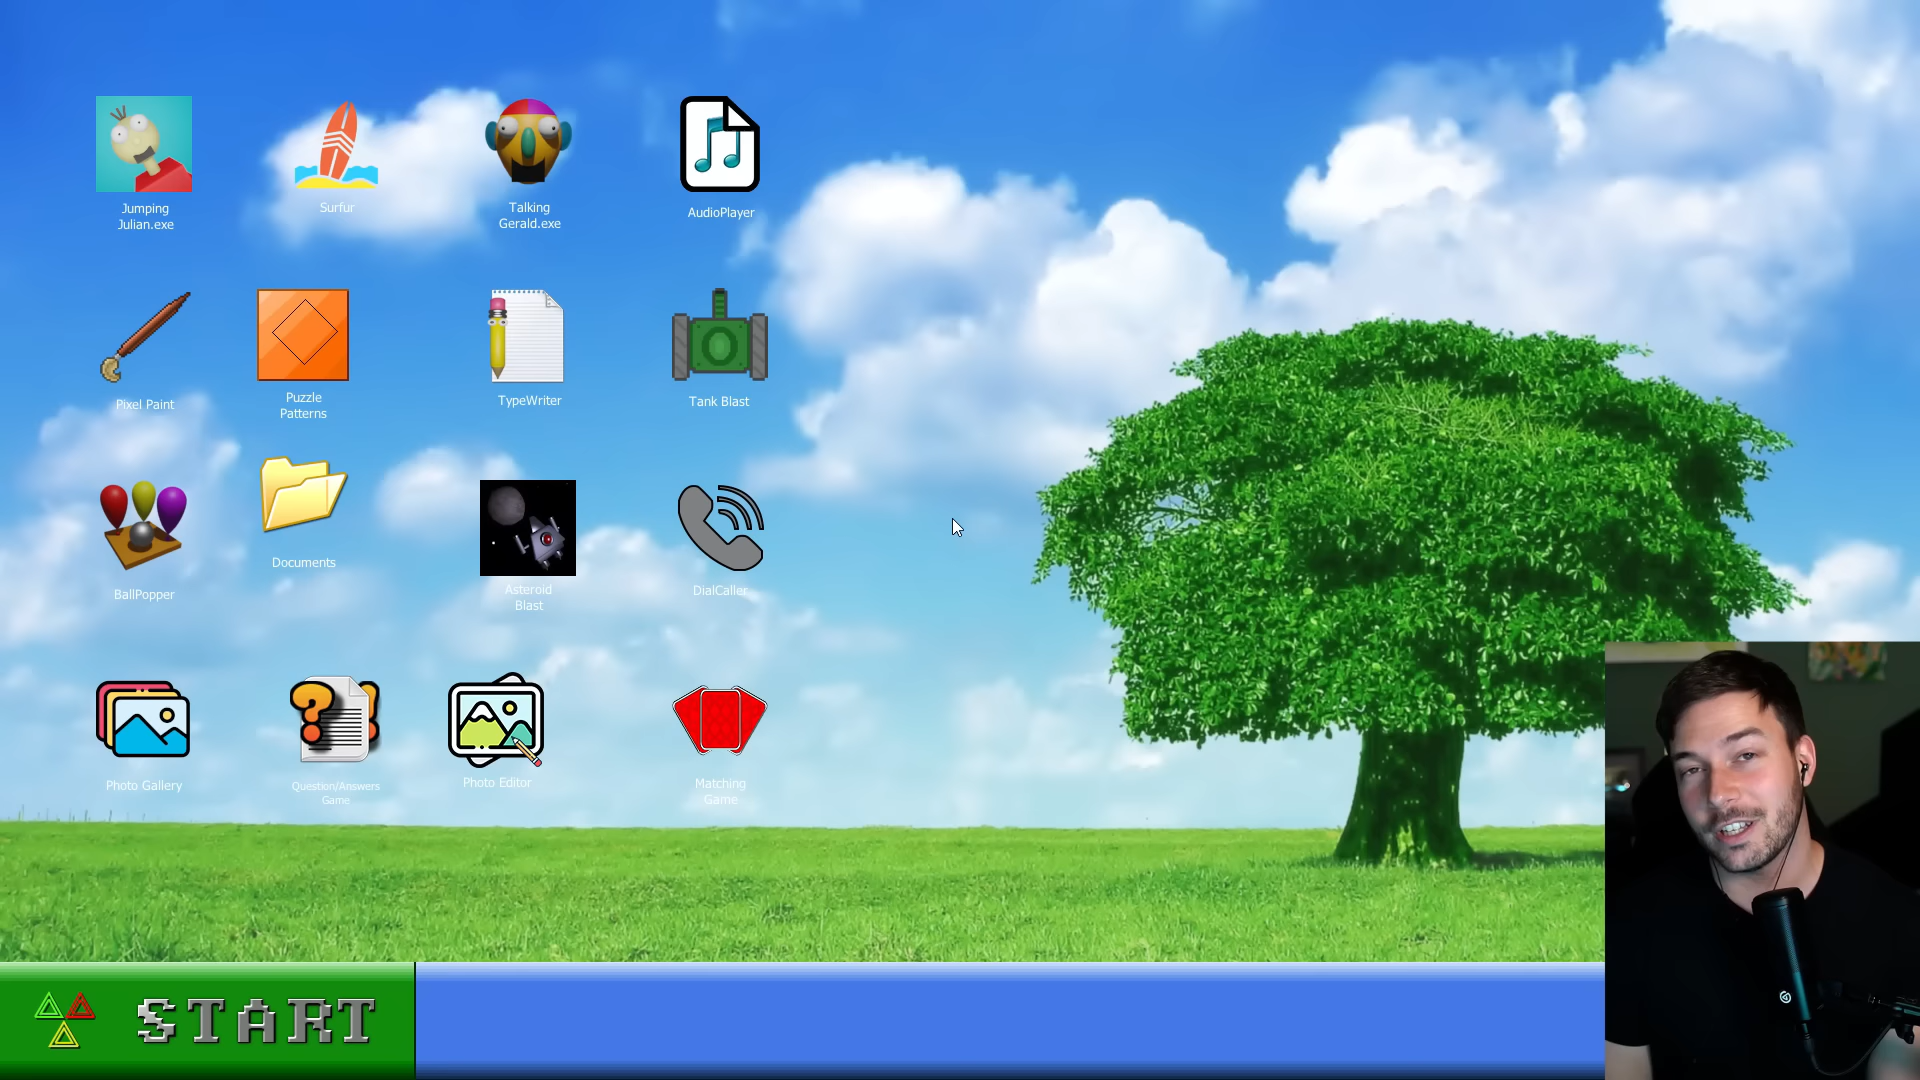 Jumping
Julian.exe
Surfur
Talking
Gerald.exe
AudioPlayer
Pixel Paint
Puzzle
Patterns
TypeWriter
Tank Blast
BallPopper
Documents
Asteroid
Blast
DialCaller
Photo Gallery
Question/Answers
Game
Photo Editor
Matching
Game
START